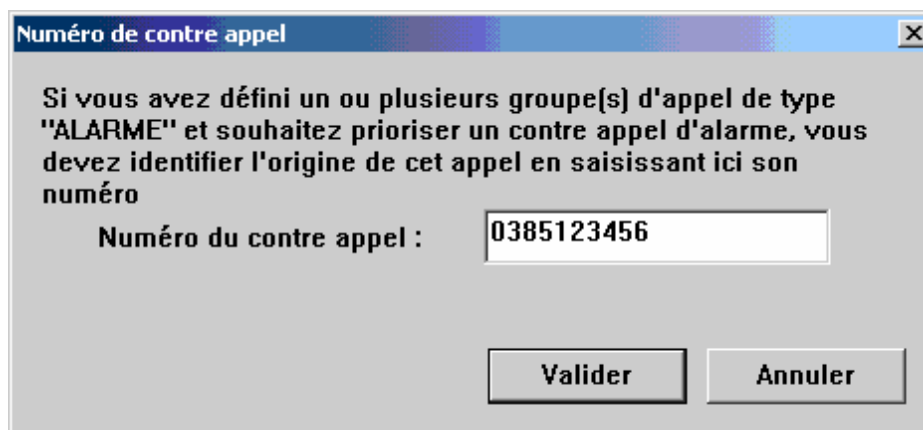 Numéro de contre appel
Si vous avez défini un ou plusieurs groupe(s) d'appel de type
"ALARME" et souhaitez prioriser un contre appel d'alarme, vous
devez identifier l'origine de cet appel en saisissant ici son
numéro
Numéro du contre appel : 0385123456
Valider Annuler